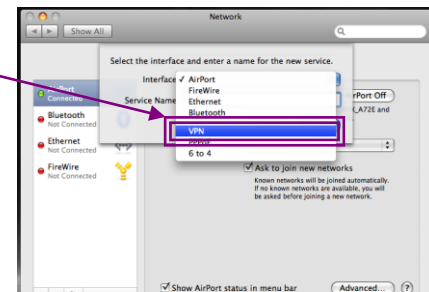 Network
Show All
Select the interface and enter a name for the new service.
Interface ✓ AirPort
FireWire
Service Name Ethernet
Bluetooth
VPN
6 to 4
AirPort
Connected
Bluetooth
Not Connected
Ethernet
Not Connected
FireWire
Not Connected
rPort Off
_A72E and
Ask to join new networks
Known networks will be joined automatically.
If no known networks are available, you will
be asked before joining a new network.
Show AirPort status in menu bar
Advanced...
?